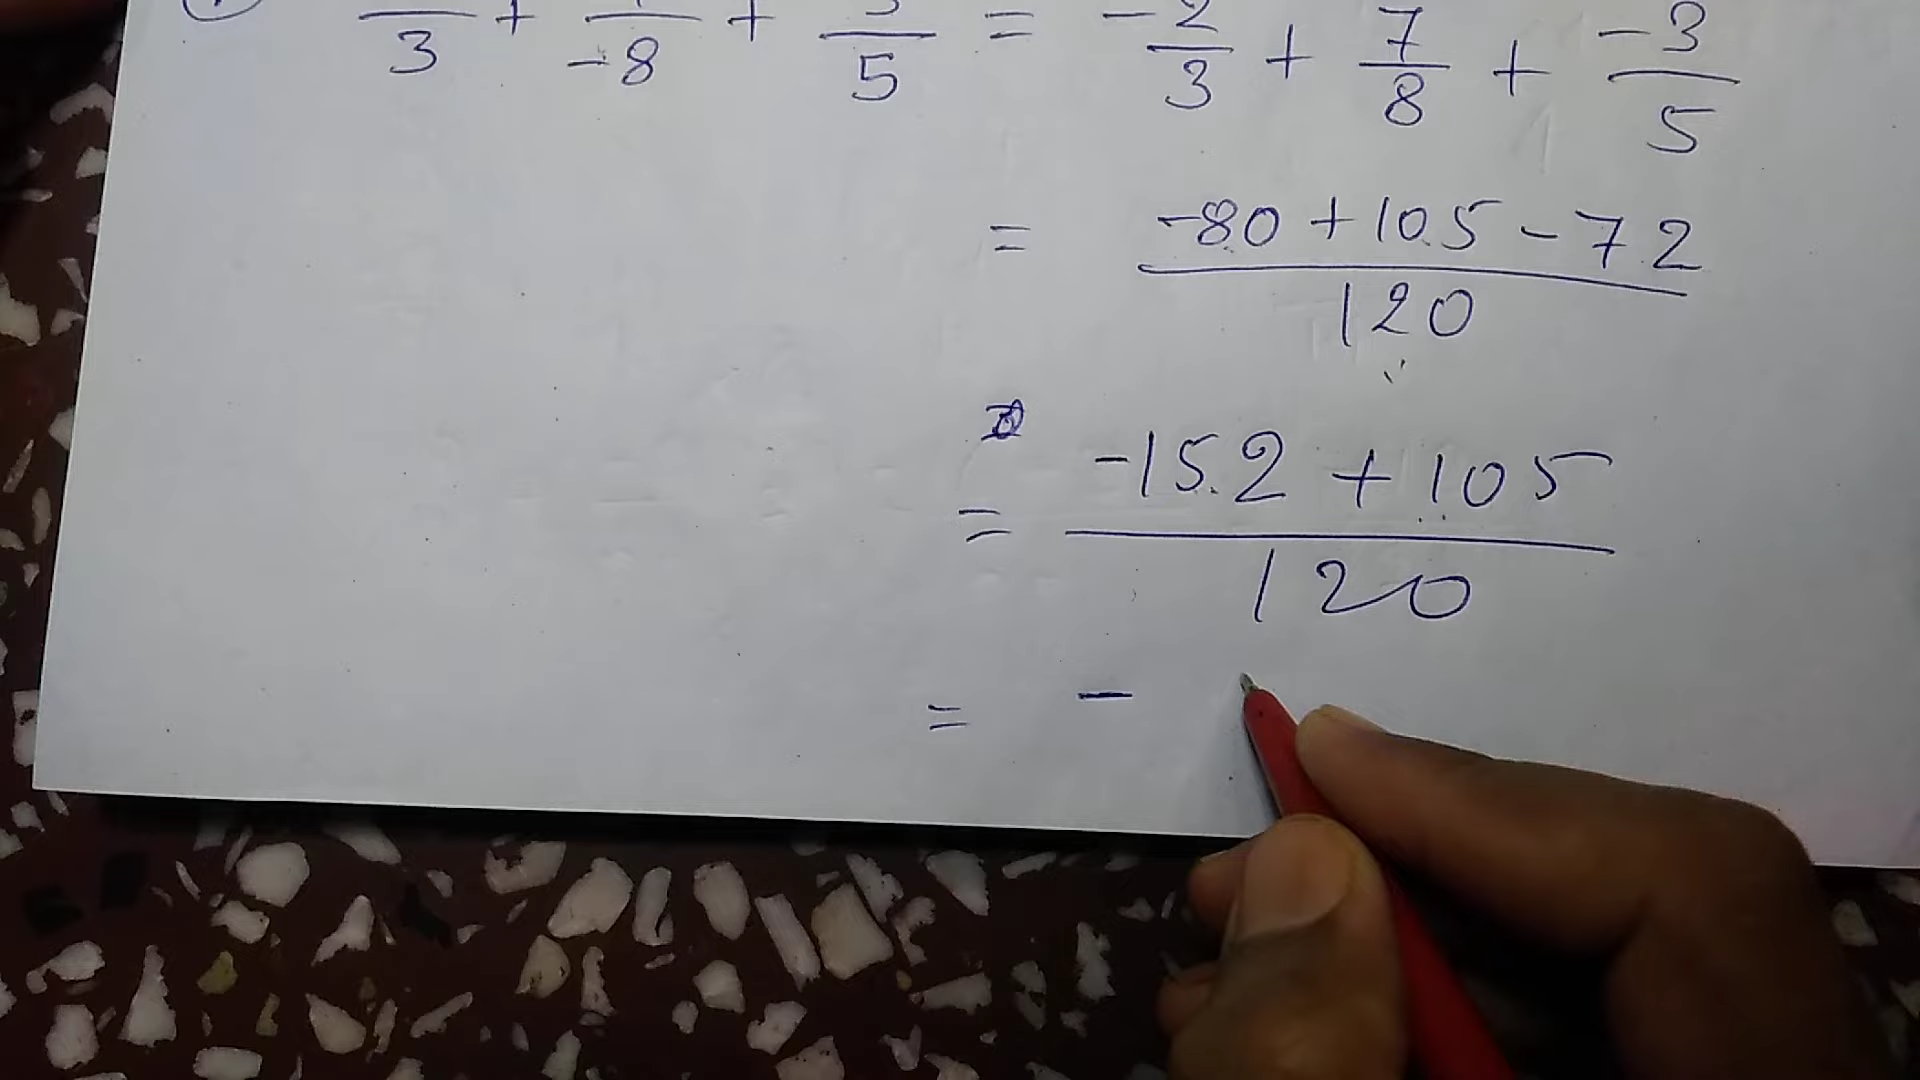 /3 + /-8 + /5 = -2/3 + 7/8 + -3/5
= -80+105-72/120
= -152+105/120
= -